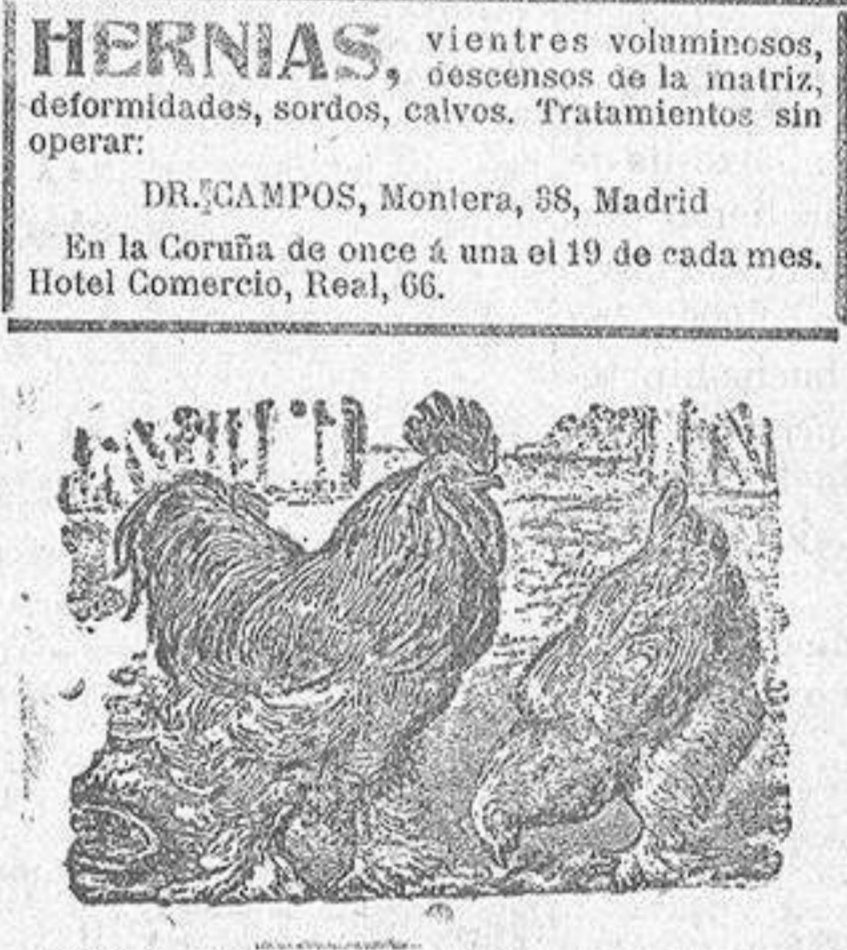 HERNIAS, vientres voluminosos,
descensos de la matriz,
deformidades, sordos, calvos. Tratamientos sin
operar:
DR. CAMPOS, Montera, 38, Madrid
En la Coruña de once á una el 19 de cada mes.
Hotel Comercio, Real, 66.